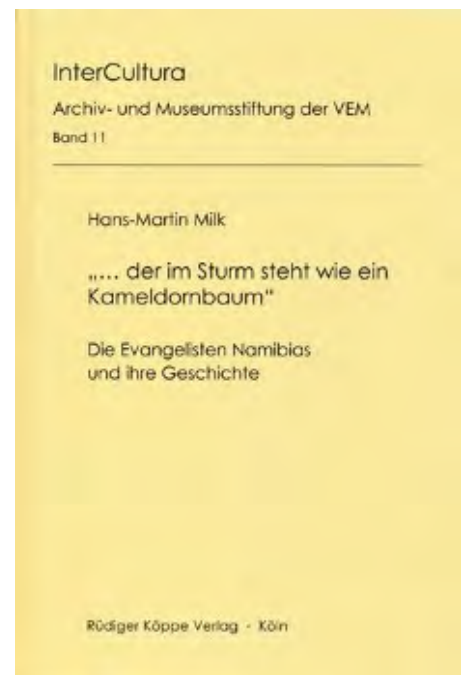 InterCultura
Archiv- und Museumsstiftung der VEM
Band 11
Hans-Martin Milk
„… der im Sturm steht wie ein
Kameldornbaum“
Die Evangelisten Namibias
und ihre Geschichte
Rüdiger Köppe Verlag · Köln